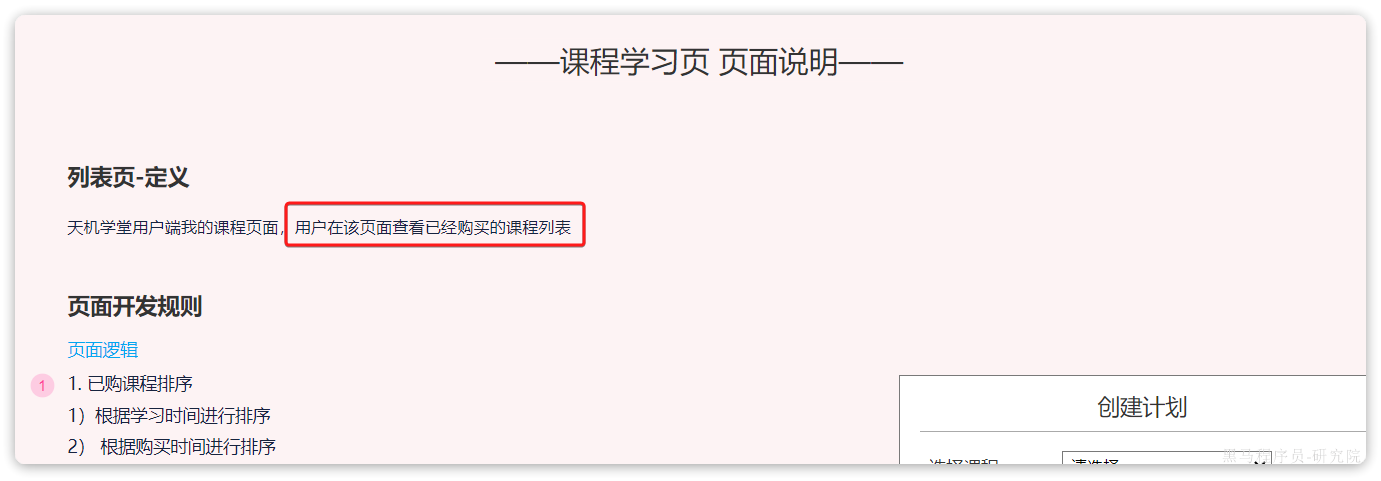 ——课程学习页 页面说明——
列表页-定义
天机学堂用户端我的课程页面，用户在该页面查看已经购买的课程列表
页面开发规则
页面逻辑
1
1. 已购课程排序
1）根据学习时间进行排序
2） 根据购买时间进行排序
创建计划
选择课程
请选择
黑马程序员-研究院